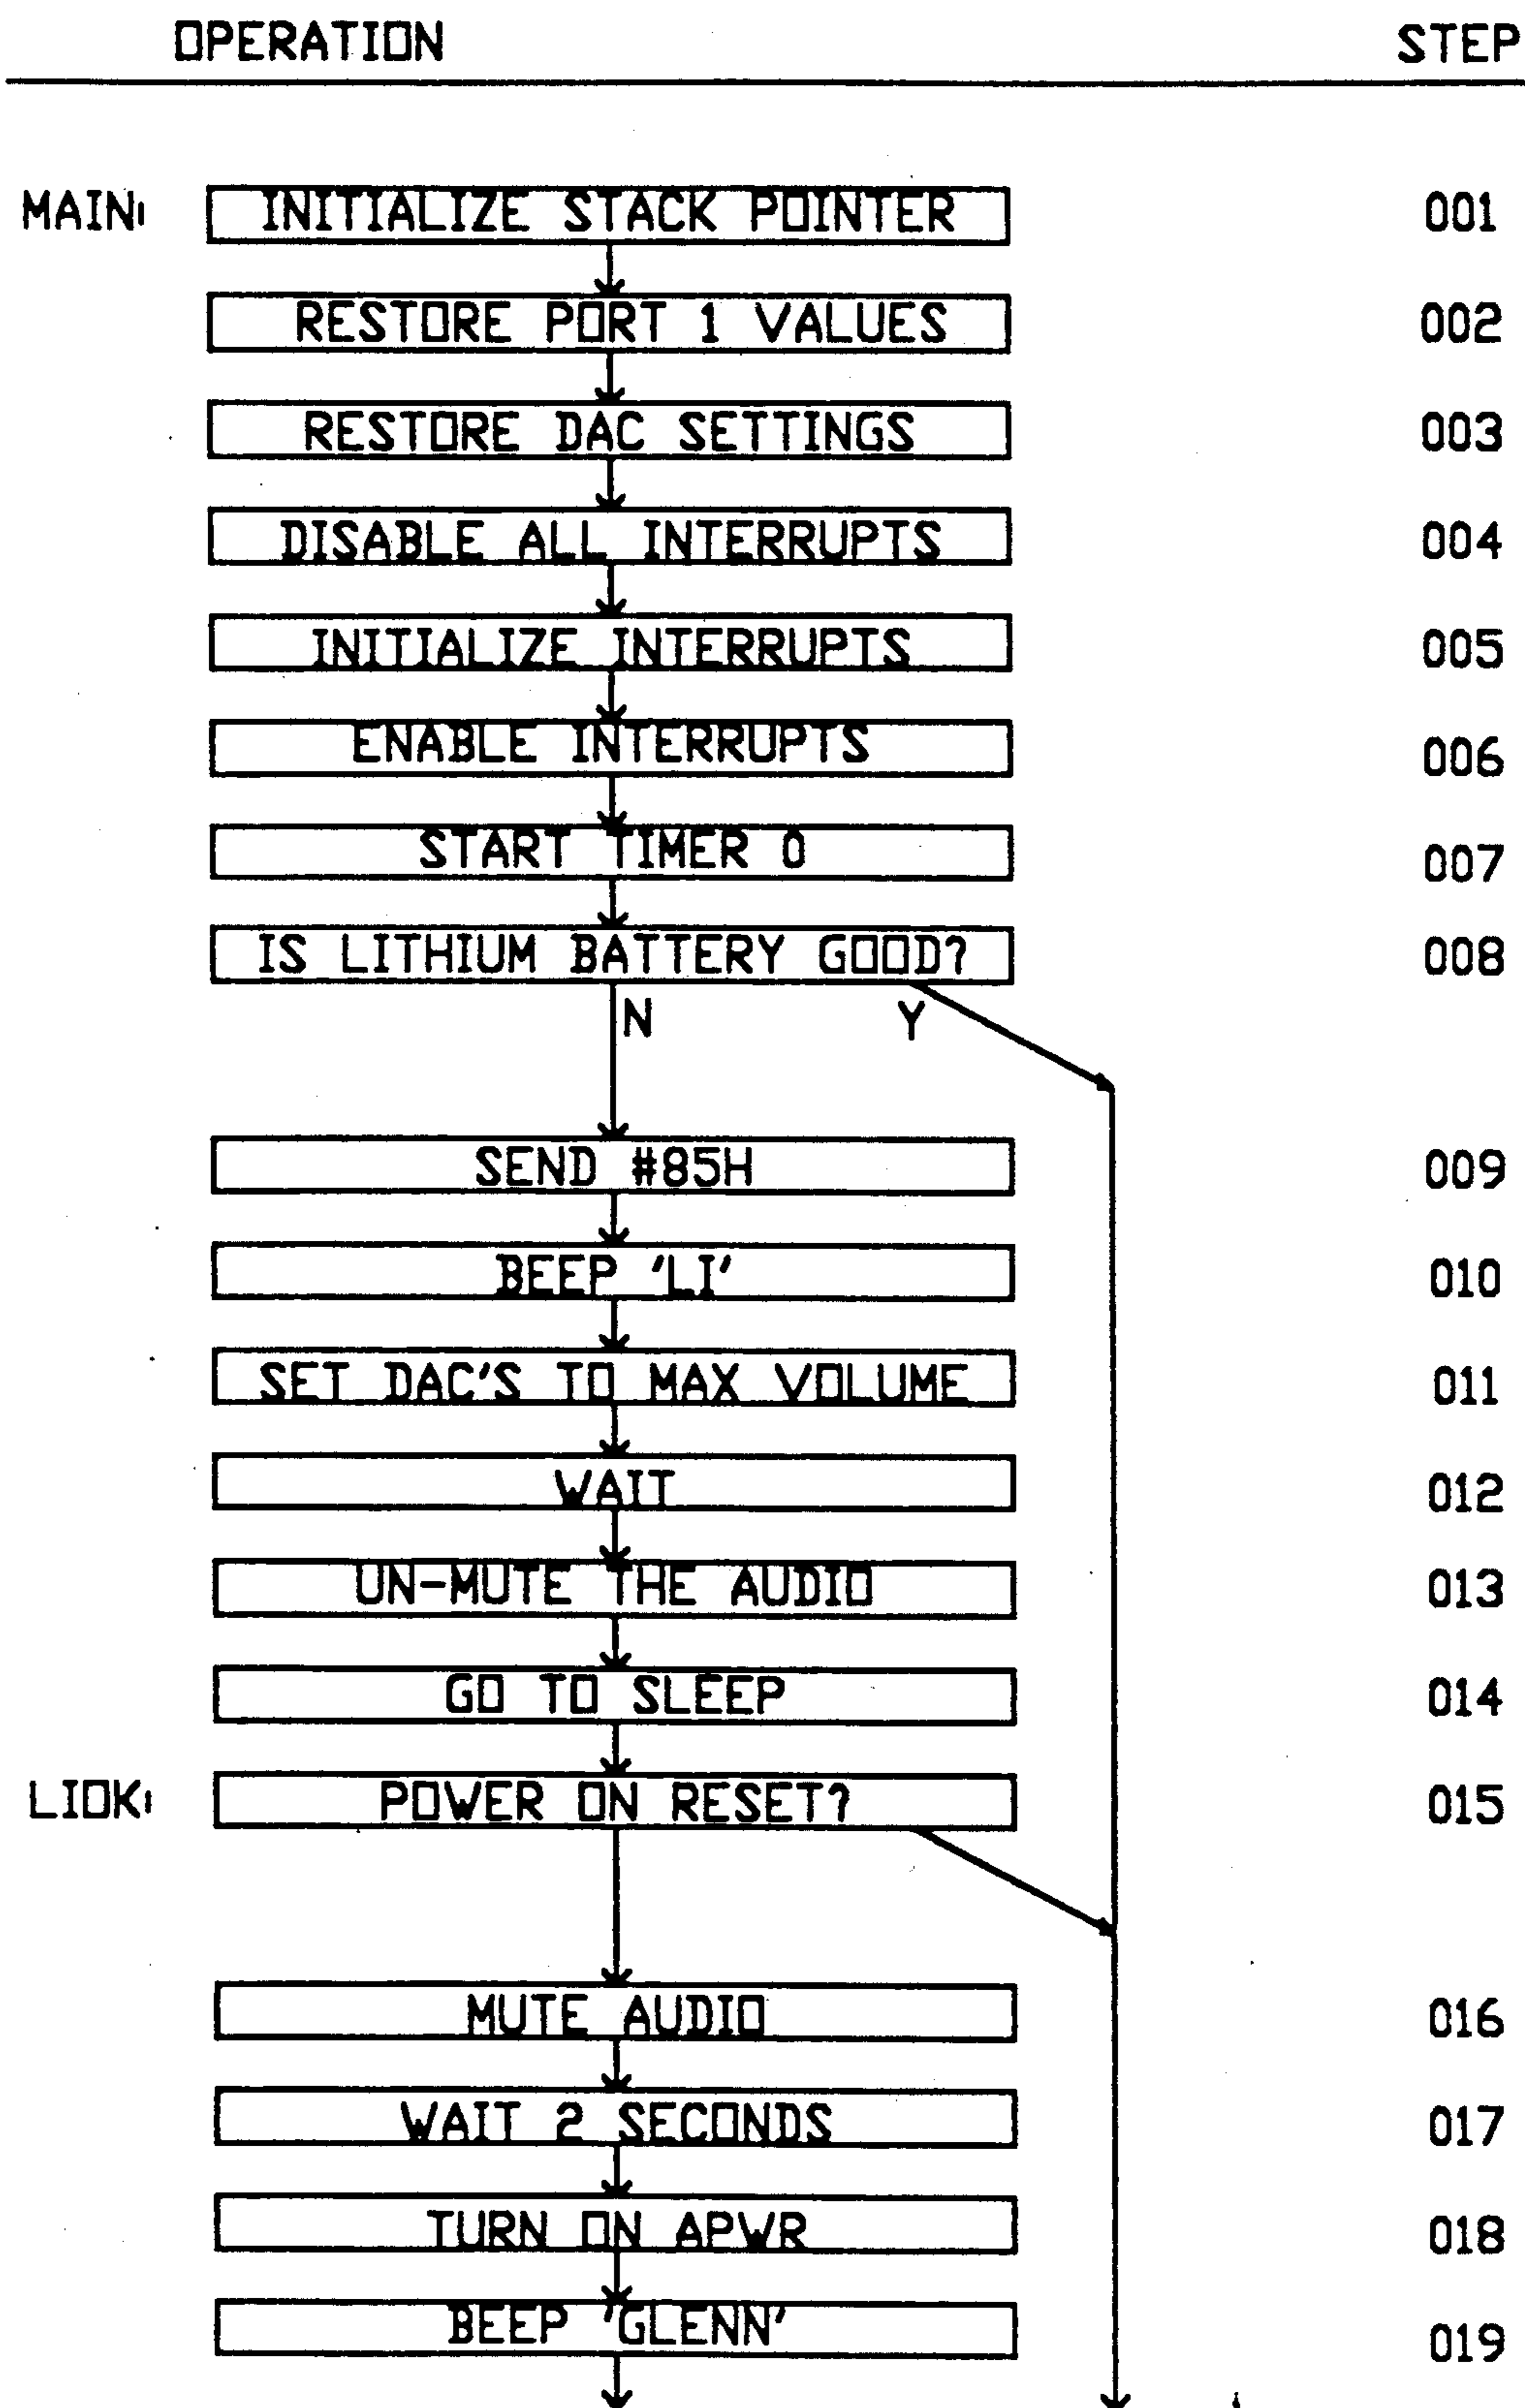 OPERATION STEP
MAIN: INITIALIZE STACK POINTER 001
RESTORE PORT 1 VALUES 002
RESTORE DAC SETTINGS 003
DISABLE ALL INTERRUPTS 004
INITIALIZE INTERRUPTS 005
ENABLE INTERRUPTS 006
START TIMER 0 007
IS LITHIUM BATTERY GOOD? 008
N Y
SEND #85H 009
BEEP 'LI' 010
SET DAC'S TO MAX VOLUME 011
WAIT 012
UN-MUTE THE AUDIO 013
GO TO SLEEP 014
LIOK: POWER ON RESET? 015
MUTE AUDIO 016
WAIT 2 SECONDS 017
TURN ON APWR 018
BEEP 'GLENN' 019